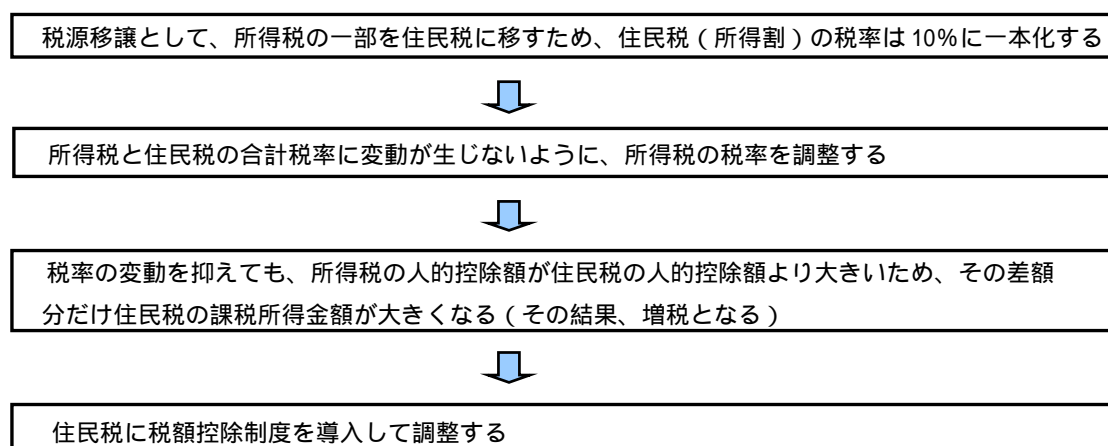 税源移譲として、所得税の一部を住民税に移すため、住民税（所得割）の税率は10%に一本化する
所得税と住民税の合計税率に変動が生じないように、所得税の税率を調整する
税率の変動を抑えても、所得税の人的控除額が住民税の人的控除額より大きいため、その差額
分だけ住民税の課税所得金額が大きくなる（その結果、増税となる）
住民税に税額控除制度を導入して調整する